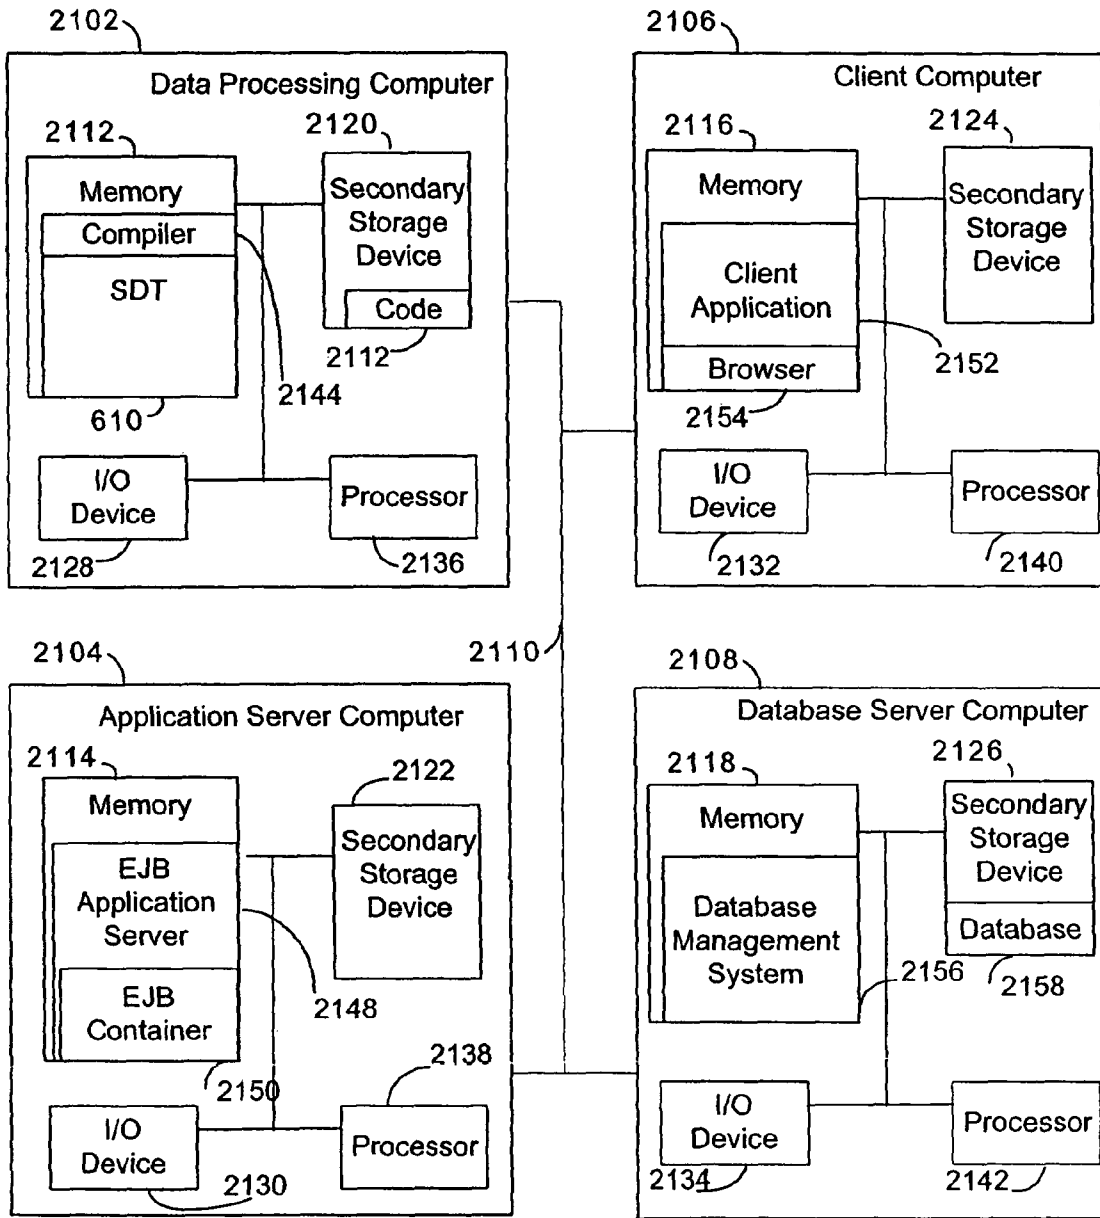 2102
Data Processing Computer
2112
Memory
Compiler
SDT
2120
Secondary
Storage
Device
Code
2112
2144
610
I/O
Device
2128
Processor
2136
2106
Client Computer
2116
Memory
Client
Application
Browser
2154
2152
2124
Secondary
Storage
Device
I/O
Device
2132
Processor
2140
2110
2104
Application Server Computer
2114
Memory
EJB
Application
Server
EJB
Container
2150
2148
2122
Secondary
Storage
Device
I/O
Device
2130
2138
Processor
2108
Database Server Computer
2118
Memory
Database
Management
System
2156
2126
Secondary
Storage
Device
Database
2158
I/O
Device
2134
Processor
2142